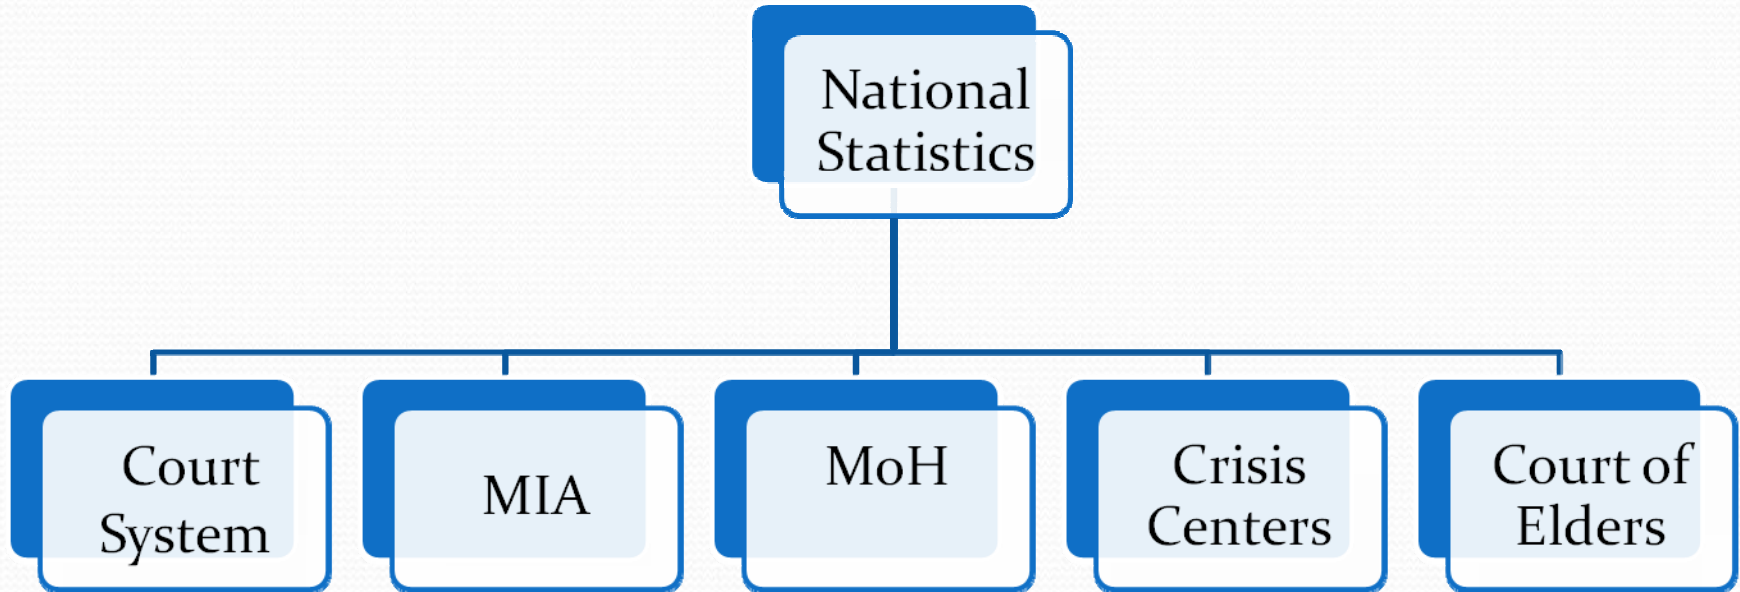 National
Statistics
Court
System
MIA
MoH
Crisis
Centers
Court of
Elders